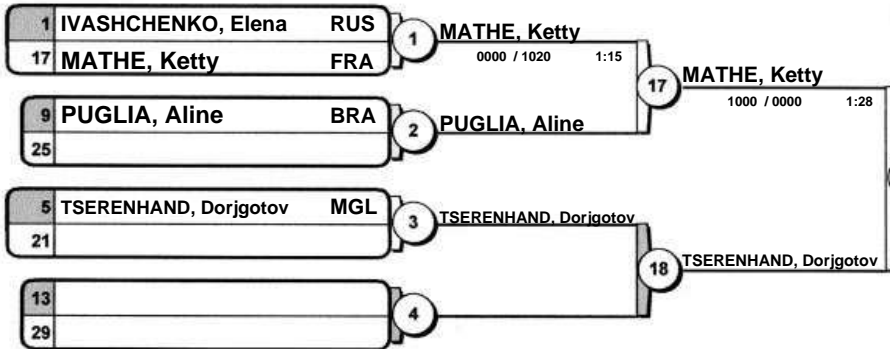 1 IVASHCHENKO, Elena RUS
17 MATHE, Ketty FRA
1
MATHE, Ketty
0000 / 1020 1:15
17
MATHE, Ketty
1000 / 0000 1:28
9 PUGLIA, Aline BRA
25
2
PUGLIA, Aline
5 TSERENHAND, Dorjgotov MGL
21
3
TSERENHAND, Dorjgotov
18
TSERENHAND, Dorjgotov
13
29
4